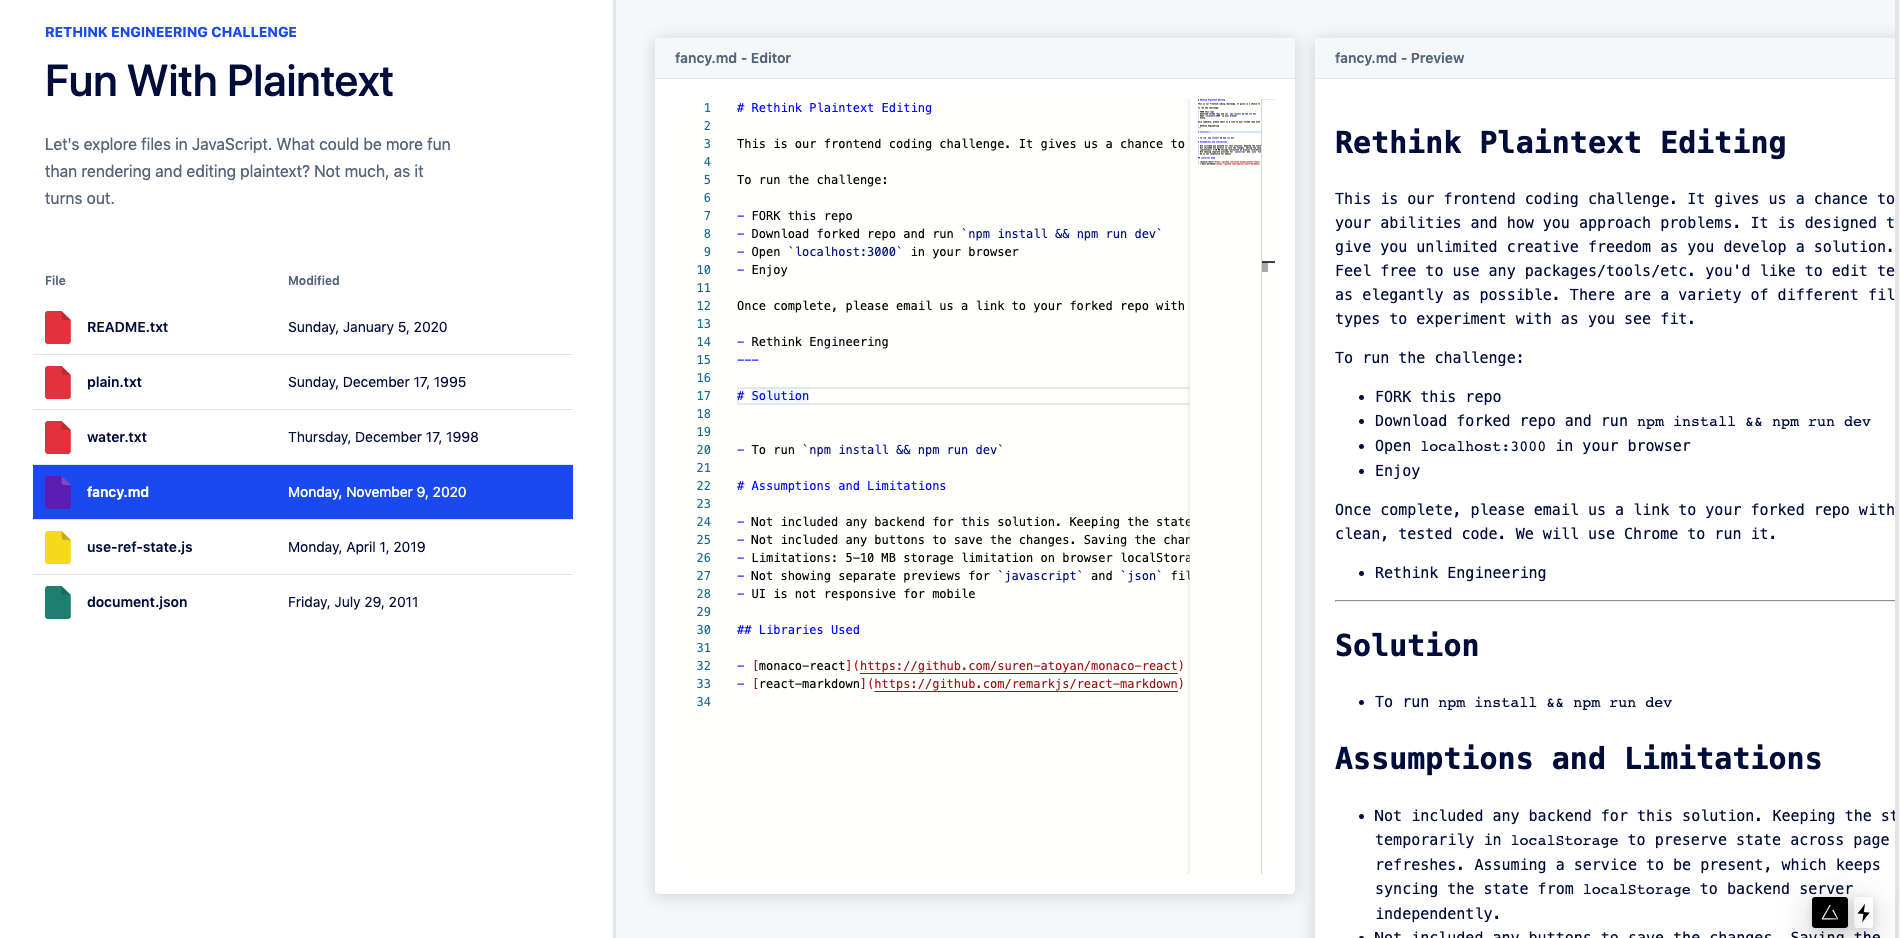 RETHINK ENGINEERING CHALLENGE
Fun With Plaintext
Let's explore files in JavaScript. What could be more fun
than rendering and editing plaintext? Not much, as it
turns out.
File Modified
README.txt Sunday, January 5, 2020
plain.txt Sunday, December 17, 1995
water.txt Thursday, December 17, 1998
fancy.md Monday, November 9, 2020
use-ref-state.js Monday, April 1, 2019
document.json Friday, July 29, 2011
fancy.md - Editor
1 # Rethink Plaintext Editing
2
3 This is our frontend coding challenge. It gives us a chance to
4
5 To run the challenge:
6
7 - FORK this repo
8 - Download forked repo and run `npm install && npm run dev`
9 - Open `localhost:3000` in your browser
10 - Enjoy
11
12 Once complete, please email us a link to your forked repo with
13
14 - Rethink Engineering
15 ---
16
17 # Solution
18
19
20 - To run `npm install && npm run dev`
21
22 # Assumptions and Limitations
23
24 - Not included any backend for this solution. Keeping the state
25 - Not included any buttons to save the changes. Saving the chan
26 - Limitations: 5-10 MB storage limitation on browser localStora
27 - Not showing separate previews for `javascript` and `json` fil
28 - UI is not responsive for mobile
29
30 ## Libraries Used
31
32 - [monaco-react](https://github.com/suren-atoyan/monaco-react)
33 - [react-markdown](https://github.com/remarkjs/react-markdown)
34
fancy.md - Preview
Rethink Plaintext Editing
This is our frontend coding challenge. It gives us a chance to
your abilities and how you approach problems. It is designed t
give you unlimited creative freedom as you develop a solution.
Feel free to use any packages/tools/etc. you'd like to edit te
as elegantly as possible. There are a variety of different fil
types to experiment with as you see fit.
To run the challenge:
• FORK this repo
• Download forked repo and run npm install && npm run dev
• Open localhost:3000 in your browser
• Enjoy
Once complete, please email us a link to your forked repo with
clean, tested code. We will use Chrome to run it.
• Rethink Engineering
Solution
• To run npm install && npm run dev
Assumptions and Limitations
• Not included any backend for this solution. Keeping the st
temporarily in localStorage to preserve state across page
refreshes. Assuming a service to be present, which keeps
syncing the state from localStorage to backend server
independently.
• Not included any buttons to save the changes. Saving the